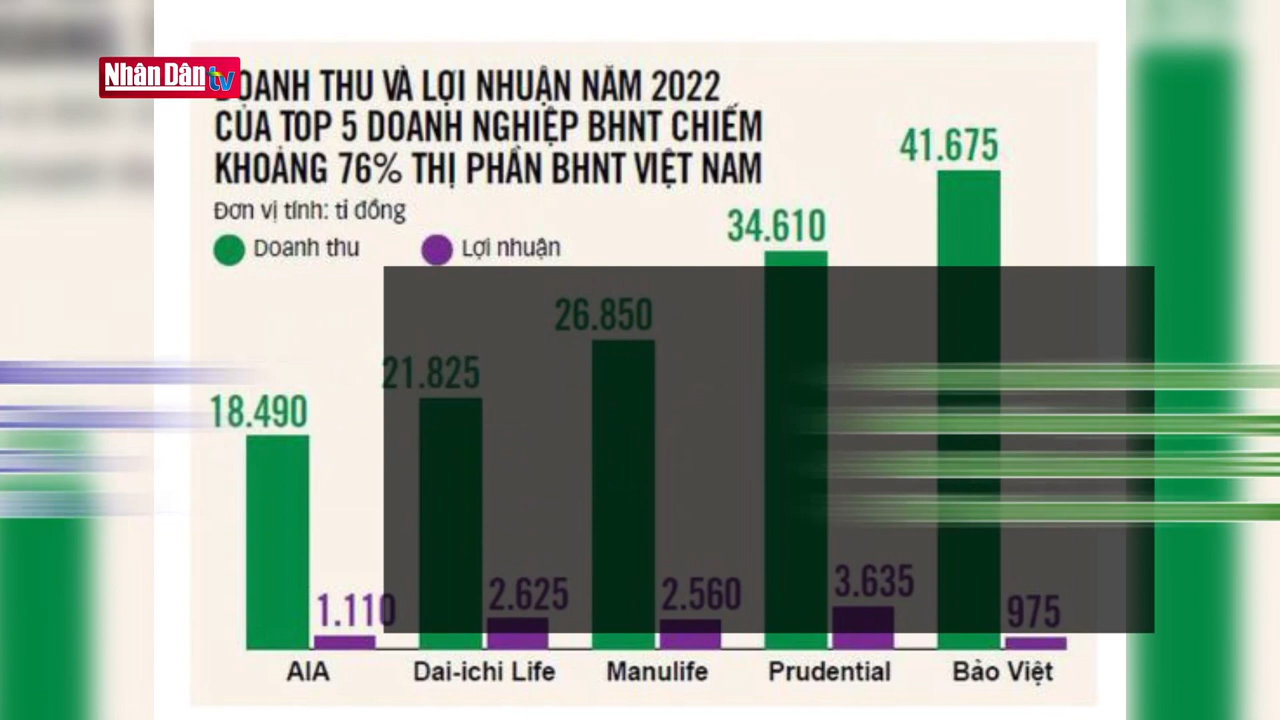 Nhân Dân tv
DOANH THU VÀ LỢI NHUẬN NĂM 2022
CỦA TOP 5 DOANH NGHIỆP BHNT CHIẾM
KHOẢNG 76% THỊ PHẦN BHNT VIỆT NAM
Đơn vị tính: tỉ đồng
Doanh thu
Lợi nhuận
18.490
21.825
26.850
34.610
41.675
1.110
2.625
2.560
3.635
975
AIA
Dai-ichi Life
Manulife
Prudential
Bảo Việt